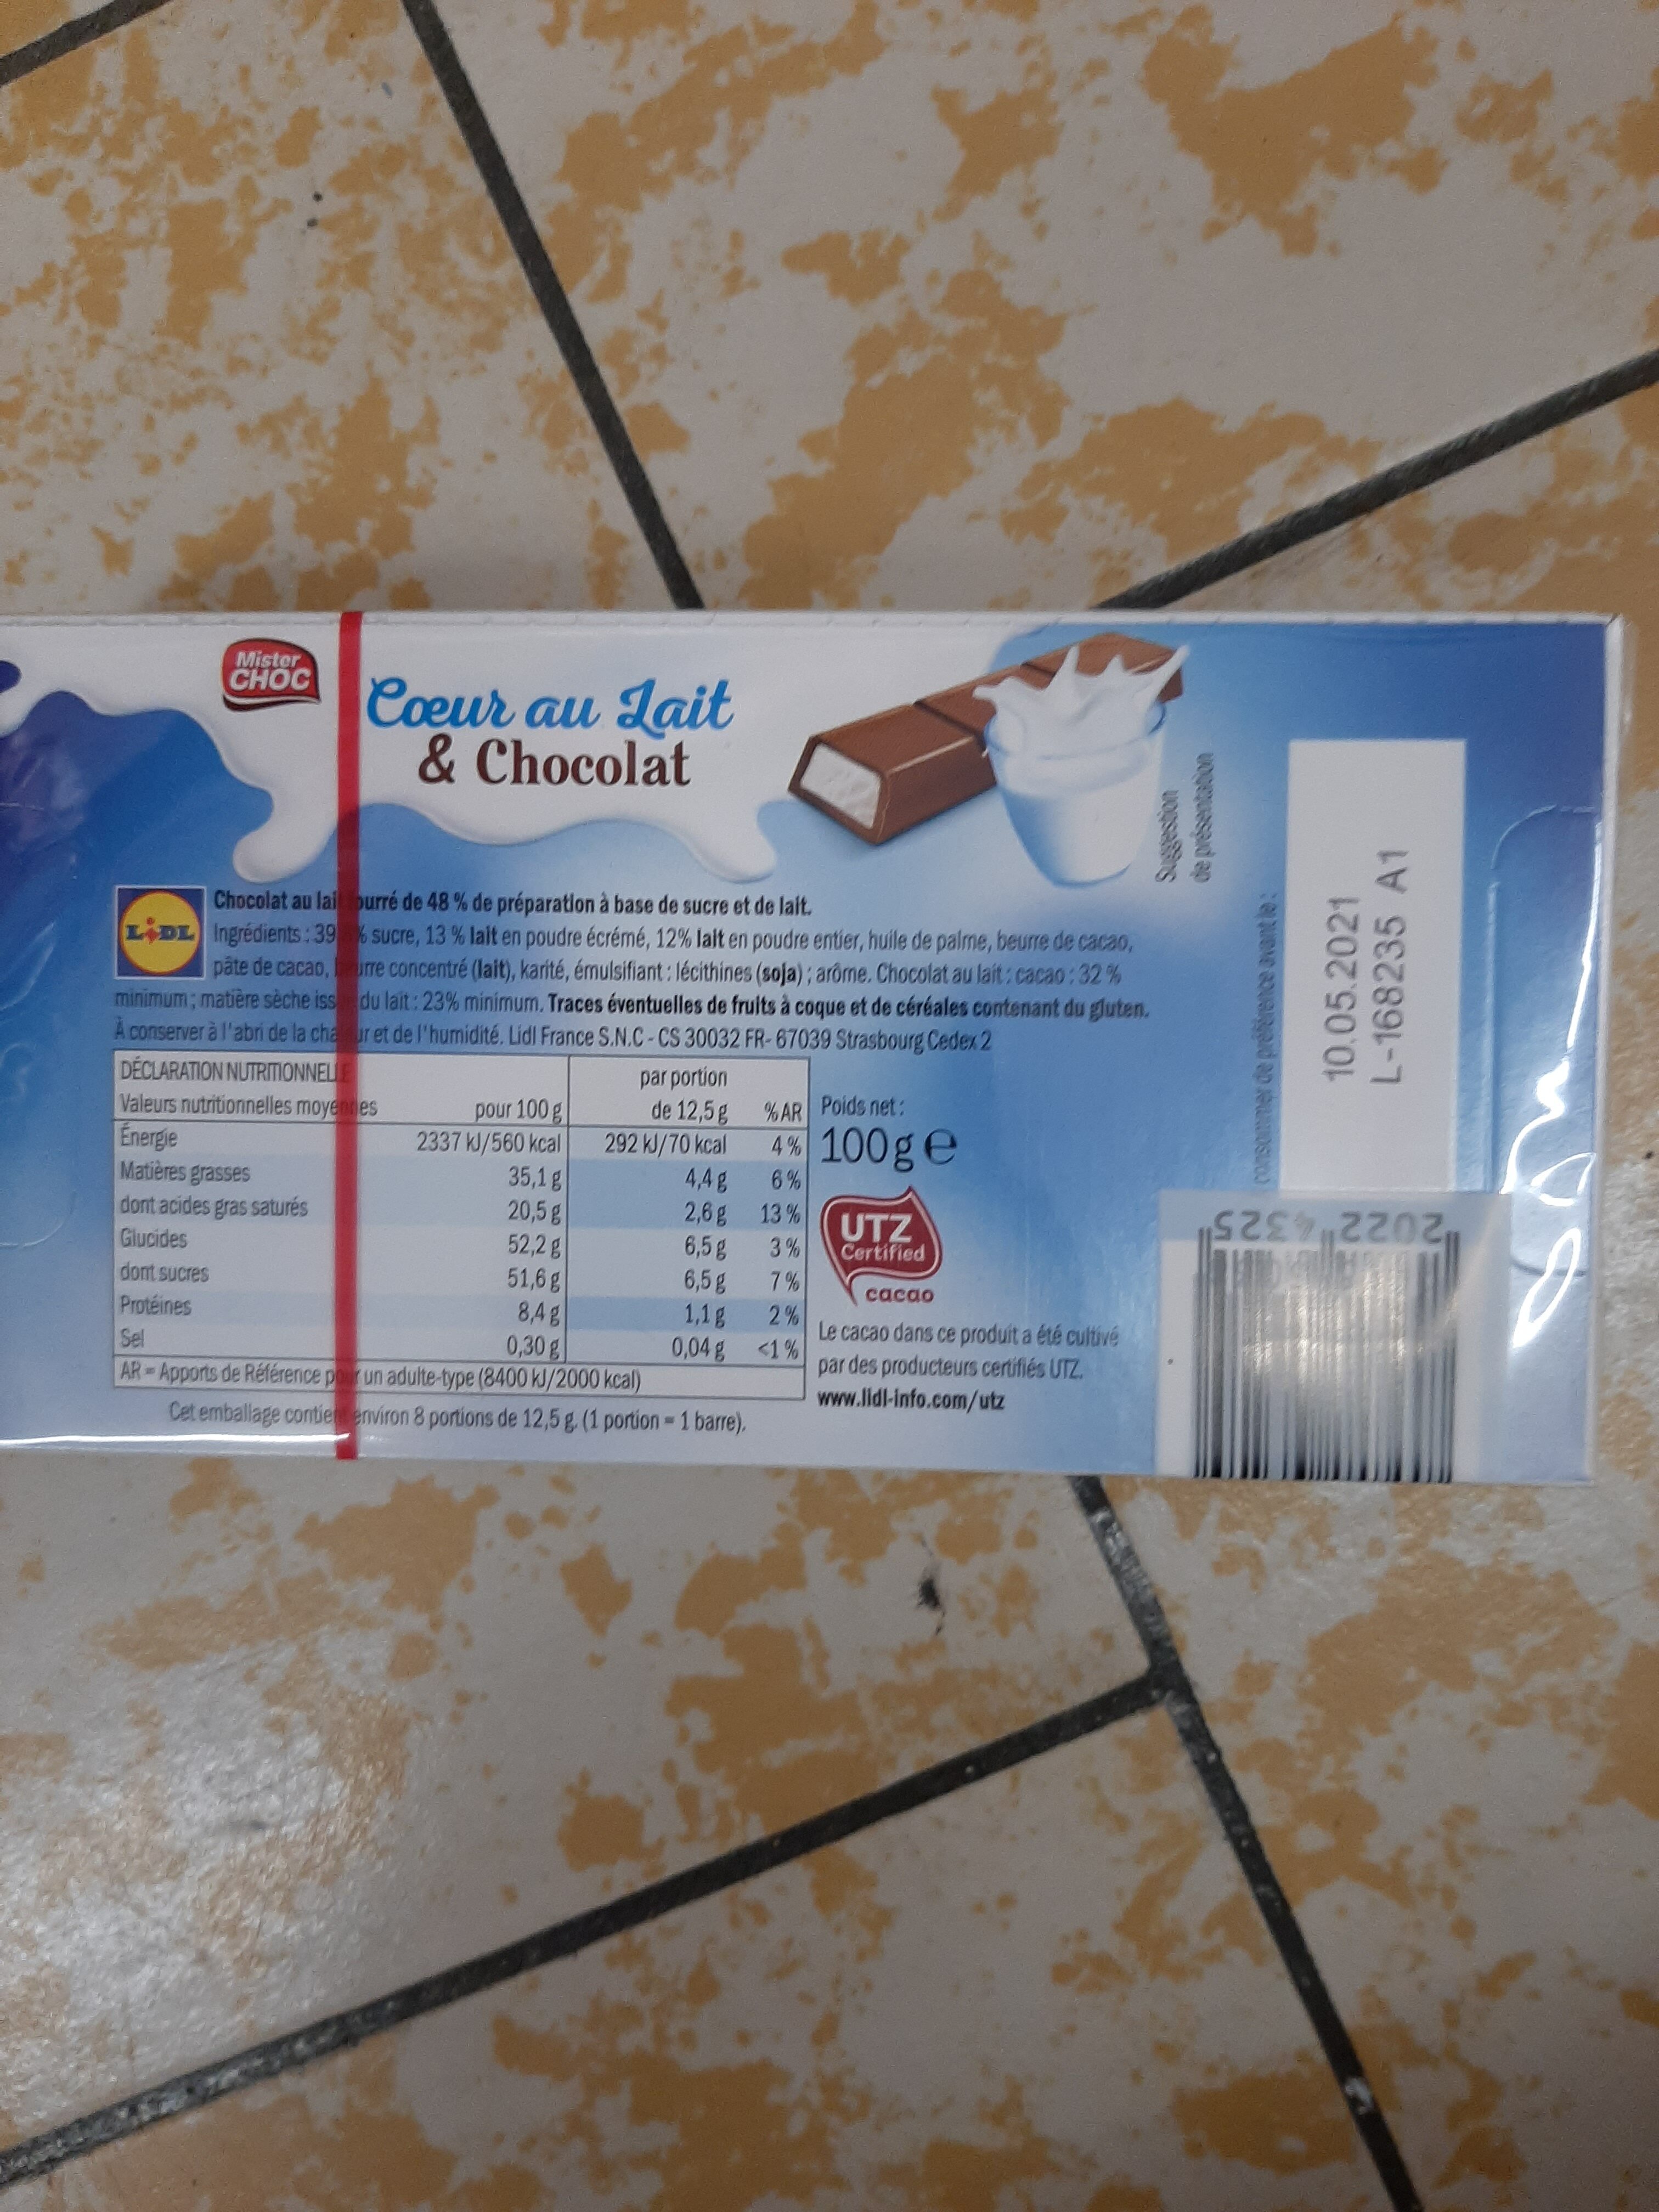 Mister
CHOC
Cœur au Lait
& Chocolat
Suggestion
de présentation
LIDL
Chocolat au lait fourré de 48 % de préparation à base de sucre et de lait.
Ingrédients : 39 % sucre, 13 % lait en poudre écrémé, 12% lait en poudre entier, huile de palme, beurre de cacao,
pâte de cacao, beurre concentré (lait), karité, émulsifiant : lécithines (soja) ; arôme. Chocolat au lait : cacao : 32 %
minimum ; matière sèche issue du lait : 23% minimum. Traces éventuelles de fruits à coque et de céréales contenant du gluten.
À conserver à l'abri de la chaleur et de l'humidité. Lidl France S.N.C - CS 30032 FR- 67039 Strasbourg Cedex 2
DÉCLARATION NUTRITIONNELLE
Valeurs nutritionnelles moyennes pour 100 g par portion de 12,5 g %AR
Énergie 2337 kJ/560 kcal 292 kJ/70 kcal 4 %
Matières grasses 35,1 g 4,4 g 6 %
dont acides gras saturés 20,5 g 2,6 g 13 %
Glucides 52,2 g 6,5 g 3 %
dont sucres 51,6 g 6,5 g 7 %
Protéines 8,4 g 1,1 g 2 %
Sel 0,30 g 0,04 g <1 %
AR = Apports de Référence pour un adulte-type (8400 kJ/2000 kcal)
Cet emballage contient environ 8 portions de 12,5 g. (1 portion = 1 barre).
Poids net :
100 g e
UTZ
Certified
cacao
Le cacao dans ce produit a été cultivé
par des producteurs certifiés UTZ.
www.lidl-info.com/utz
consommer de préférence avant le :
10.05.2021
L-168235 A1
2022 4325